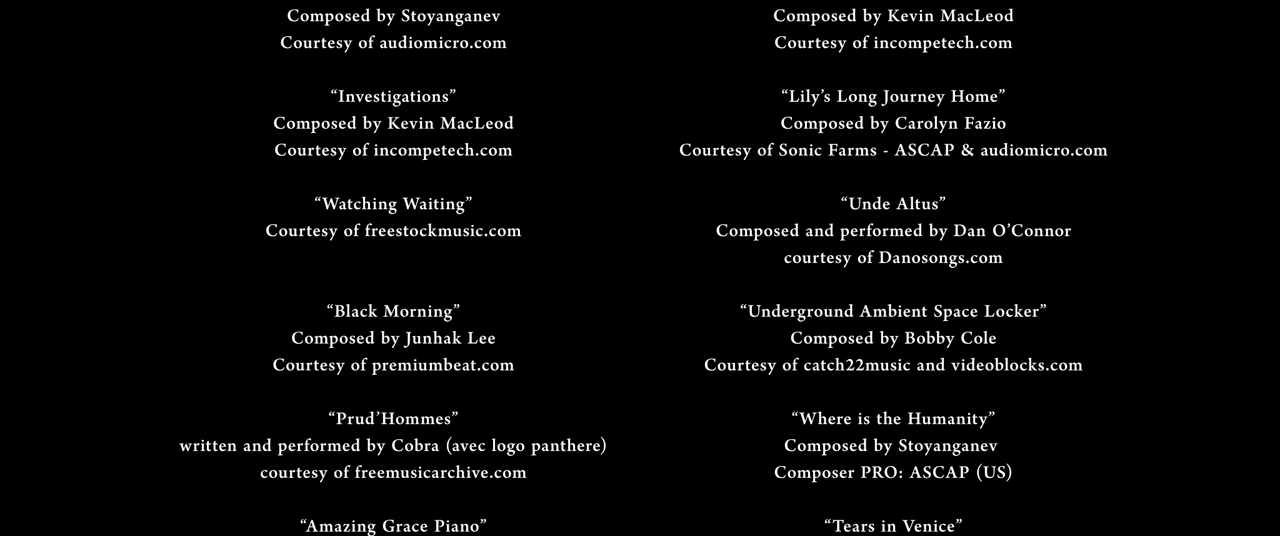 Composed by Stoyanganev
Courtesy of audiomicro.com
“Investigations”
Composed by Kevin MacLeod
Courtesy of incompetech.com
“Watching Waiting”
Courtesy of freestockmusic.com
“Black Morning”
Composed by Junhak Lee
Courtesy of premiumbeat.com
“Prud’Hommes”
written and performed by Cobra (avec logo panthere)
courtesy of freemusicarchive.com
“Amazing Grace Piano”
Composed by Kevin MacLeod
Courtesy of incompetech.com
“Lily’s Long Journey Home”
Composed by Carolyn Fazio
Courtesy of Sonic Farms - ASCAP & audiomicro.com
“Unde Altus”
Composed and performed by Dan O’Connor
courtesy of Danosongs.com
“Underground Ambient Space Locker”
Composed by Bobby Cole
Courtesy of catch22music and videoblocks.com
“Where is the Humanity”
Composed by Stoyanganev
Composer PRO: ASCAP (US)
“Tears in Venice”